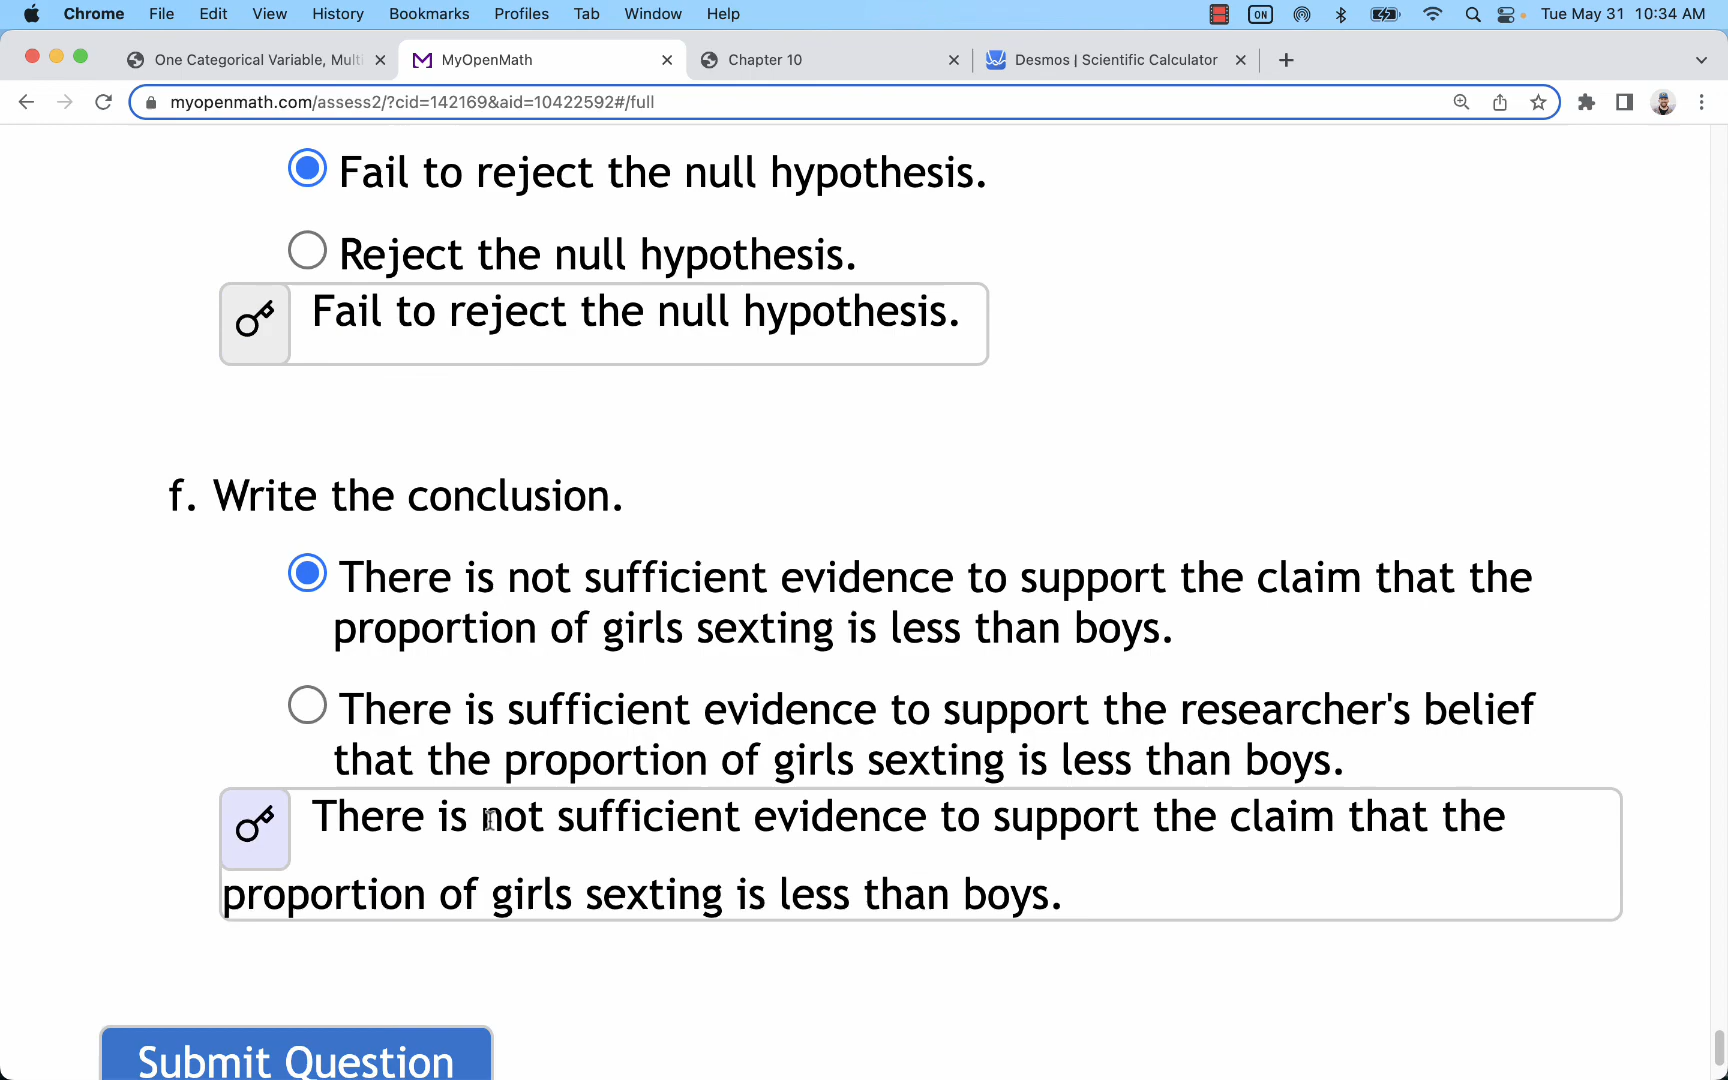 Chrome File Edit View History Bookmarks Profiles Tab Window Help ON Tue May 31 10:34 AM
One Categorical Variable, Multi MyOpenMath Chapter 10 Desmos | Scientific Calculator
myopenmath.com/assess2/?cid=142169&aid=10422592#/full
Fail to reject the null hypothesis.
Reject the null hypothesis.
Fail to reject the null hypothesis.
f. Write the conclusion.
There is not sufficient evidence to support the claim that the
proportion of girls sexting is less than boys.
There is sufficient evidence to support the researcher's belief
that the proportion of girls sexting is less than boys.
There is not sufficient evidence to support the claim that the
proportion of girls sexting is less than boys.
Submit Question